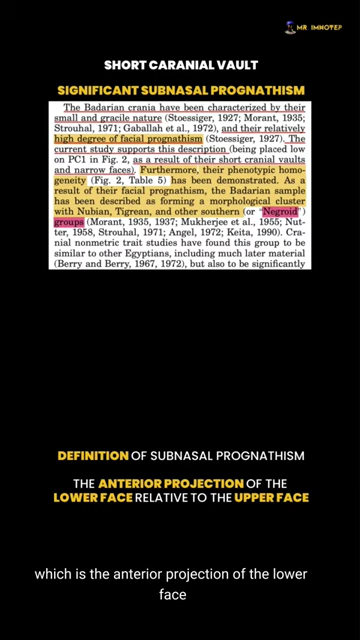 MR. IMHOTEP
SHORT CARANIAL VAULT
SIGNIFICANT SUBNASAL PROGNATHISM
The Badarian crania have been characterized by their
small and gracile nature (Stoessiger, 1927; Morant, 1935;
Strouhal, 1971; Gaballah et al., 1972), and their relatively
high degree of facial prognathism (Stoessiger, 1927). The
current study supports this description (being placed low
on PC1 in Fig. 2, as a result of their short cranial vaults
and narrow faces). Furthermore, their phenotypic homo-
geneity (Fig. 2, Table 5) has been demonstrated. As a
result of their facial prognathism, the Badarian sample
has been described as forming a morphological cluster
with Nubian, Tigrean, and other southern (or "Negroid")
groups (Morant, 1935, 1937; Mukherjee et al., 1955; Nut-
ter, 1958, Strouhal, 1971; Angel, 1972; Keita, 1990). Cra-
nial nonmetric trait studies have found this group to be
similar to other Egyptians, including much later material
(Berry and Berry, 1967, 1972), but also to be significantly
DEFINITION OF SUBNASAL PROGNATHISM
THE ANTERIOR PROJECTION OF THE
LOWER FACE RELATIVE TO THE UPPER FACE
which is the anterior projection of the lower
face